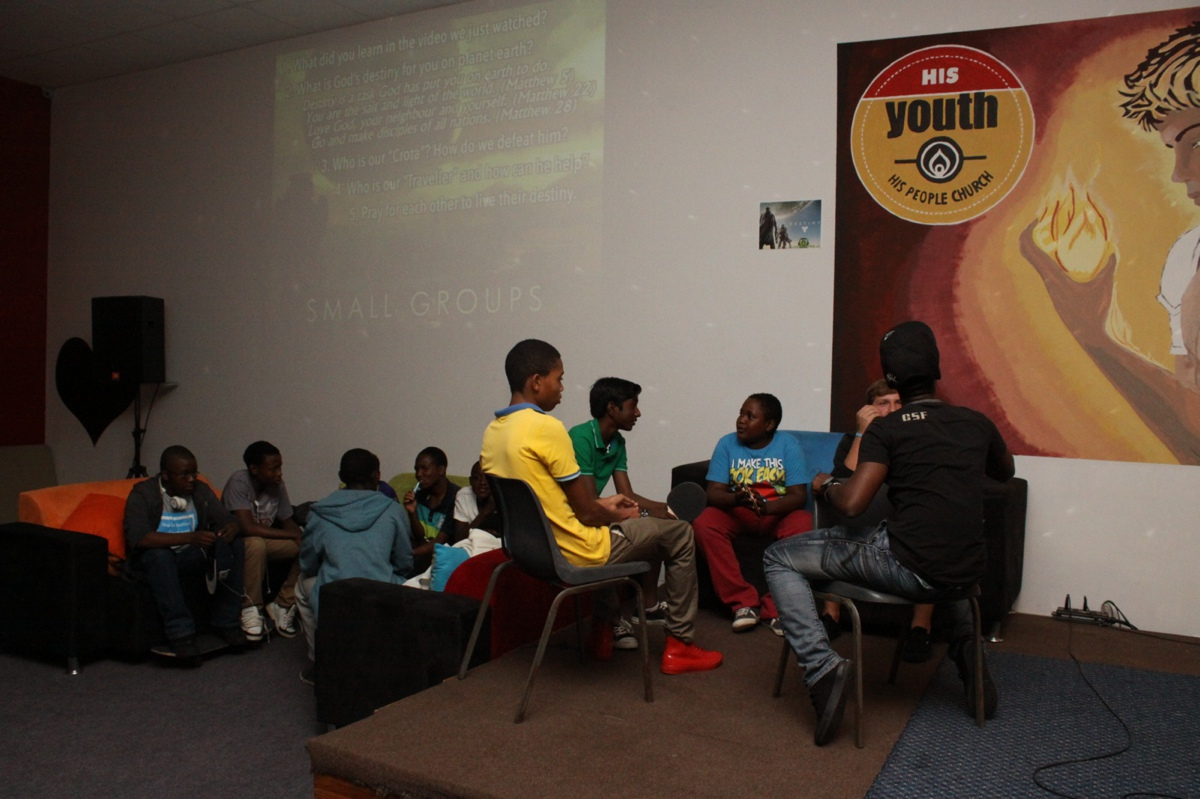 What did you learn in the video we just watched?
What is God's destiny for you on planet earth?
Destiny is a task God has put you on earth to do.
You are the salt and light of the world. (Matthew 5)
Love God, your neighbor and yourself. (Matthew 22)
Go and make disciples of all nations. (Matthew 28)
3. Who is our "Crota"? How do we defeat him?
4. Who is our "Traveller" and how can he help?
5. Pray for each other to live their destiny.
SMALL GROUPS
HIS
youth
HIS PEOPLE CHURCH
DESTINY
I MAKE THIS
LOOK EASY
GSF